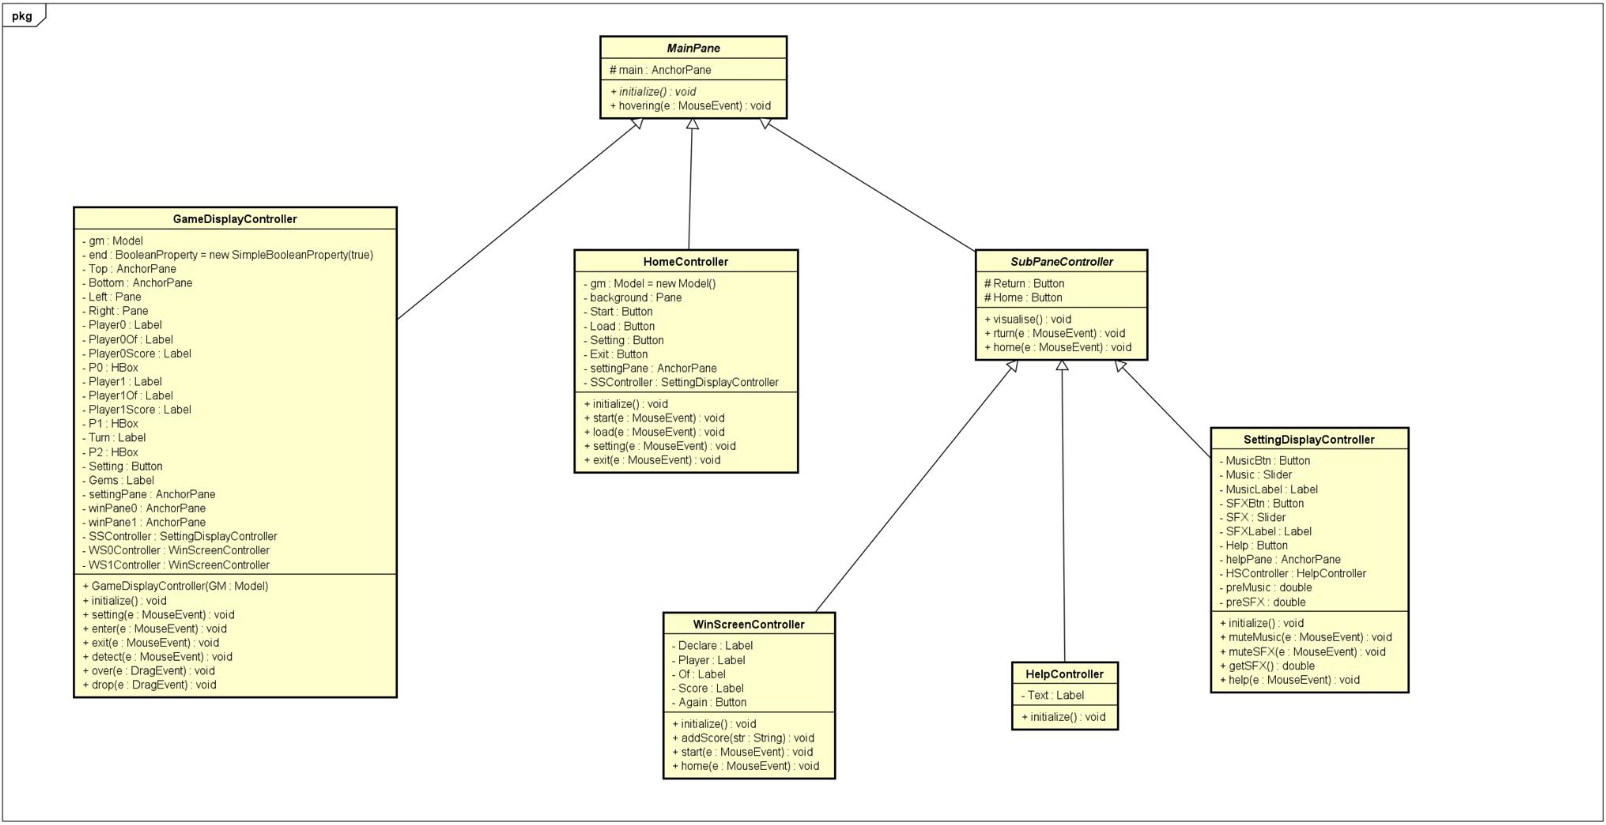 pkg
MainPane
# main : AnchorPane
+ initialize() : void
+ hovering(e : MouseEvent) : void
GameDisplayController
- gm : Model
- end : BooleanProperty = new SimpleBooleanProperty(true)
- Top : AnchorPane
- Bottom : AnchorPane
- Left : Pane
- Right : Pane
- Player0 : Label
- Player0Of : Label
- Player0Score : Label
- P0 : HBox
- Player1 : Label
- Player1Of : Label
- Player1Score : Label
- P1 : HBox
- Turn : Label
- P2 : HBox
- Setting : Button
- Gems : Label
- settingPane : AnchorPane
- winPane0 : AnchorPane
- winPane1 : AnchorPane
- SSController : SettingDisplayController
- WS0Controller : WinScreenController
- WS1Controller : WinScreenController
+ GameDisplayController(GM : Model)
+ initialize() : void
+ setting(e : MouseEvent) : void
+ enter(e : MouseEvent) : void
+ exit(e : MouseEvent) : void
+ detect(e : MouseEvent) : void
+ over(e : DragEvent) : void
+ drop(e : DragEvent) : void
HomeController
- gm : Model = new Model()
- background : Pane
- Start : Button
- Load : Button
- Setting : Button
- Exit : Button
- settingPane : AnchorPane
- SSController : SettingDisplayController
+ initialize() : void
+ start(e : MouseEvent) : void
+ load(e : MouseEvent) : void
+ setting(e : MouseEvent) : void
+ exit(e : MouseEvent) : void
SubPaneController
# Return : Button
# Home : Button
+ visualise() : void
+ rturn(e : MouseEvent) : void
+ home(e : MouseEvent) : void
SettingDisplayController
- MusicBtn : Button
- Music : Slider
- MusicLabel : Label
- SFXBtn : Button
- SFX : Slider
- SFXLabel : Label
- Help : Button
- helpPane : AnchorPane
- HSController : HelpController
- preMusic : double
- preSFX : double
+ initialize() : void
+ muteMusic(e : MouseEvent) : void
+ muteSFX(e : MouseEvent) : void
+ getSFX() : double
+ help(e : MouseEvent) : void
WinScreenController
- Declare : Label
- Player : Label
- Of : Label
- Score : Label
- Again : Button
+ initialize() : void
+ addScore(str : String) : void
+ start(e : MouseEvent) : void
+ home(e : MouseEvent) : void
HelpController
- Text : Label
+ initialize() : void